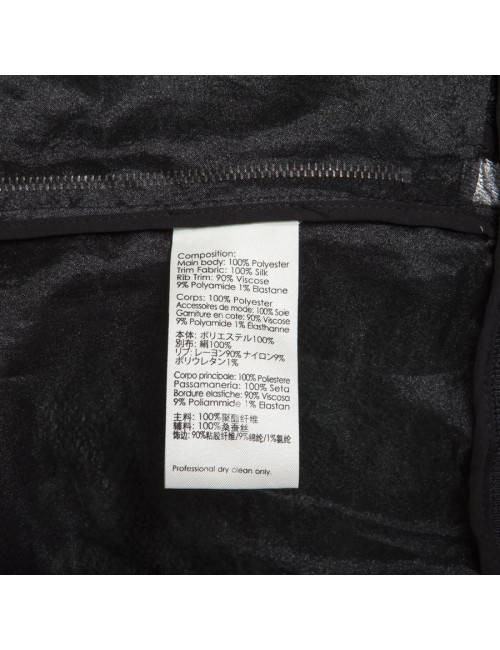 Composition:
Main body: 100% Polyester
Trim Fabric: 100% Silk
Rib Trim: 90% Viscose
9% Polyamide 1% Elastane
Corps: 100% Polyester
Accessoires de mode: 100% Soie
Garniture en cote: 90% Viscose
9% Polyamide 1% Élasthanne
本体: ポリエステル100%
別布: 絹100%
リブ: レーヨン90% ナイロン9%
ポリウレタン1%
Corpo principale: 100% Poliestere
Passamaneria: 100% Seta
Bordure elastiche: 90% Viscosa
9% Poliammide 1% Elastan
主料: 100%聚酯纤维
辅料: 100%桑蚕丝
饰边: 90%粘胶纤维/9%锦纶/1%氨纶
Professional dry clean only.